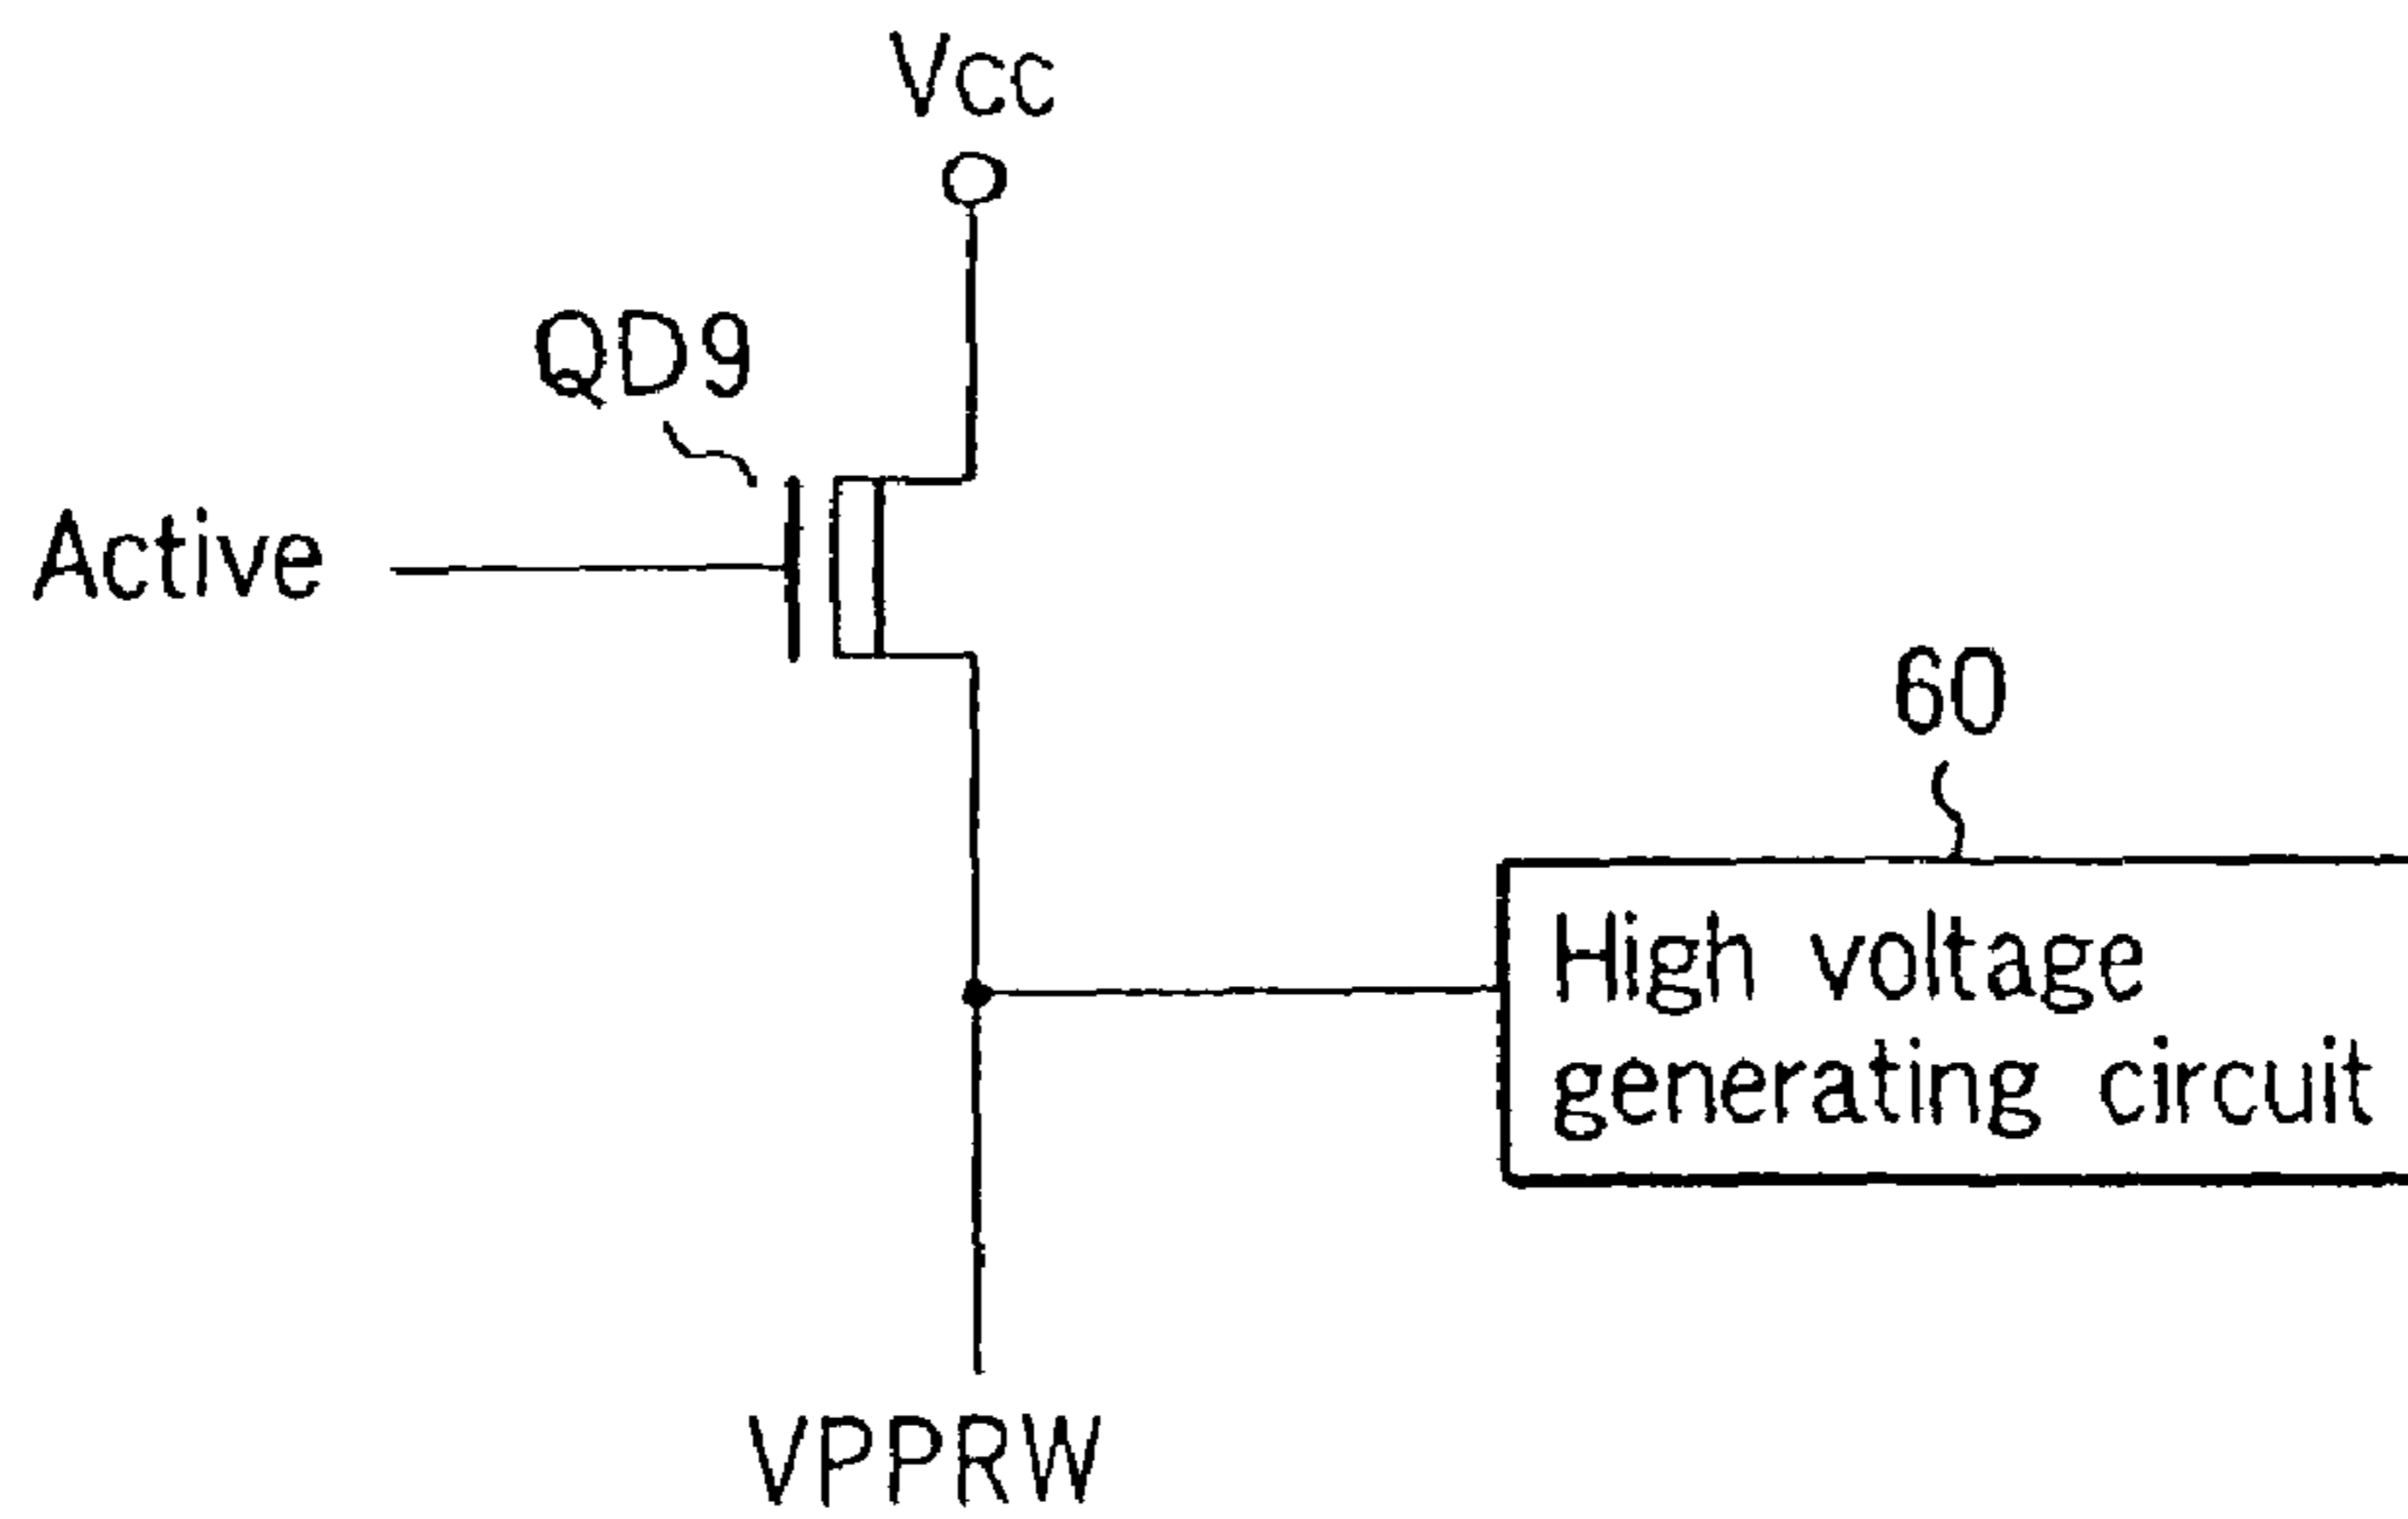 Vcc
QD9
Active
60
High voltage
generating circuit
VPPRW